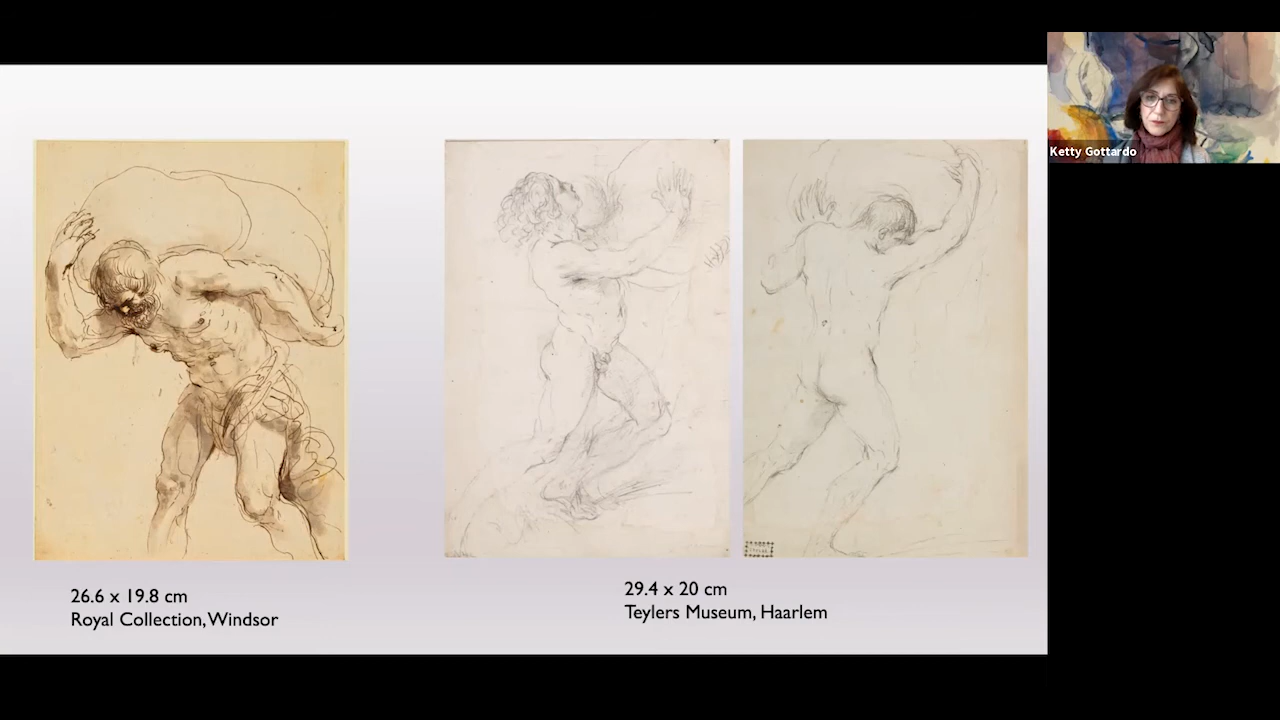 26.6 x 19.8 cm
Royal Collection, Windsor
29.4 x 20 cm
Teylers Museum, Haarlem
Ketty Gottardo